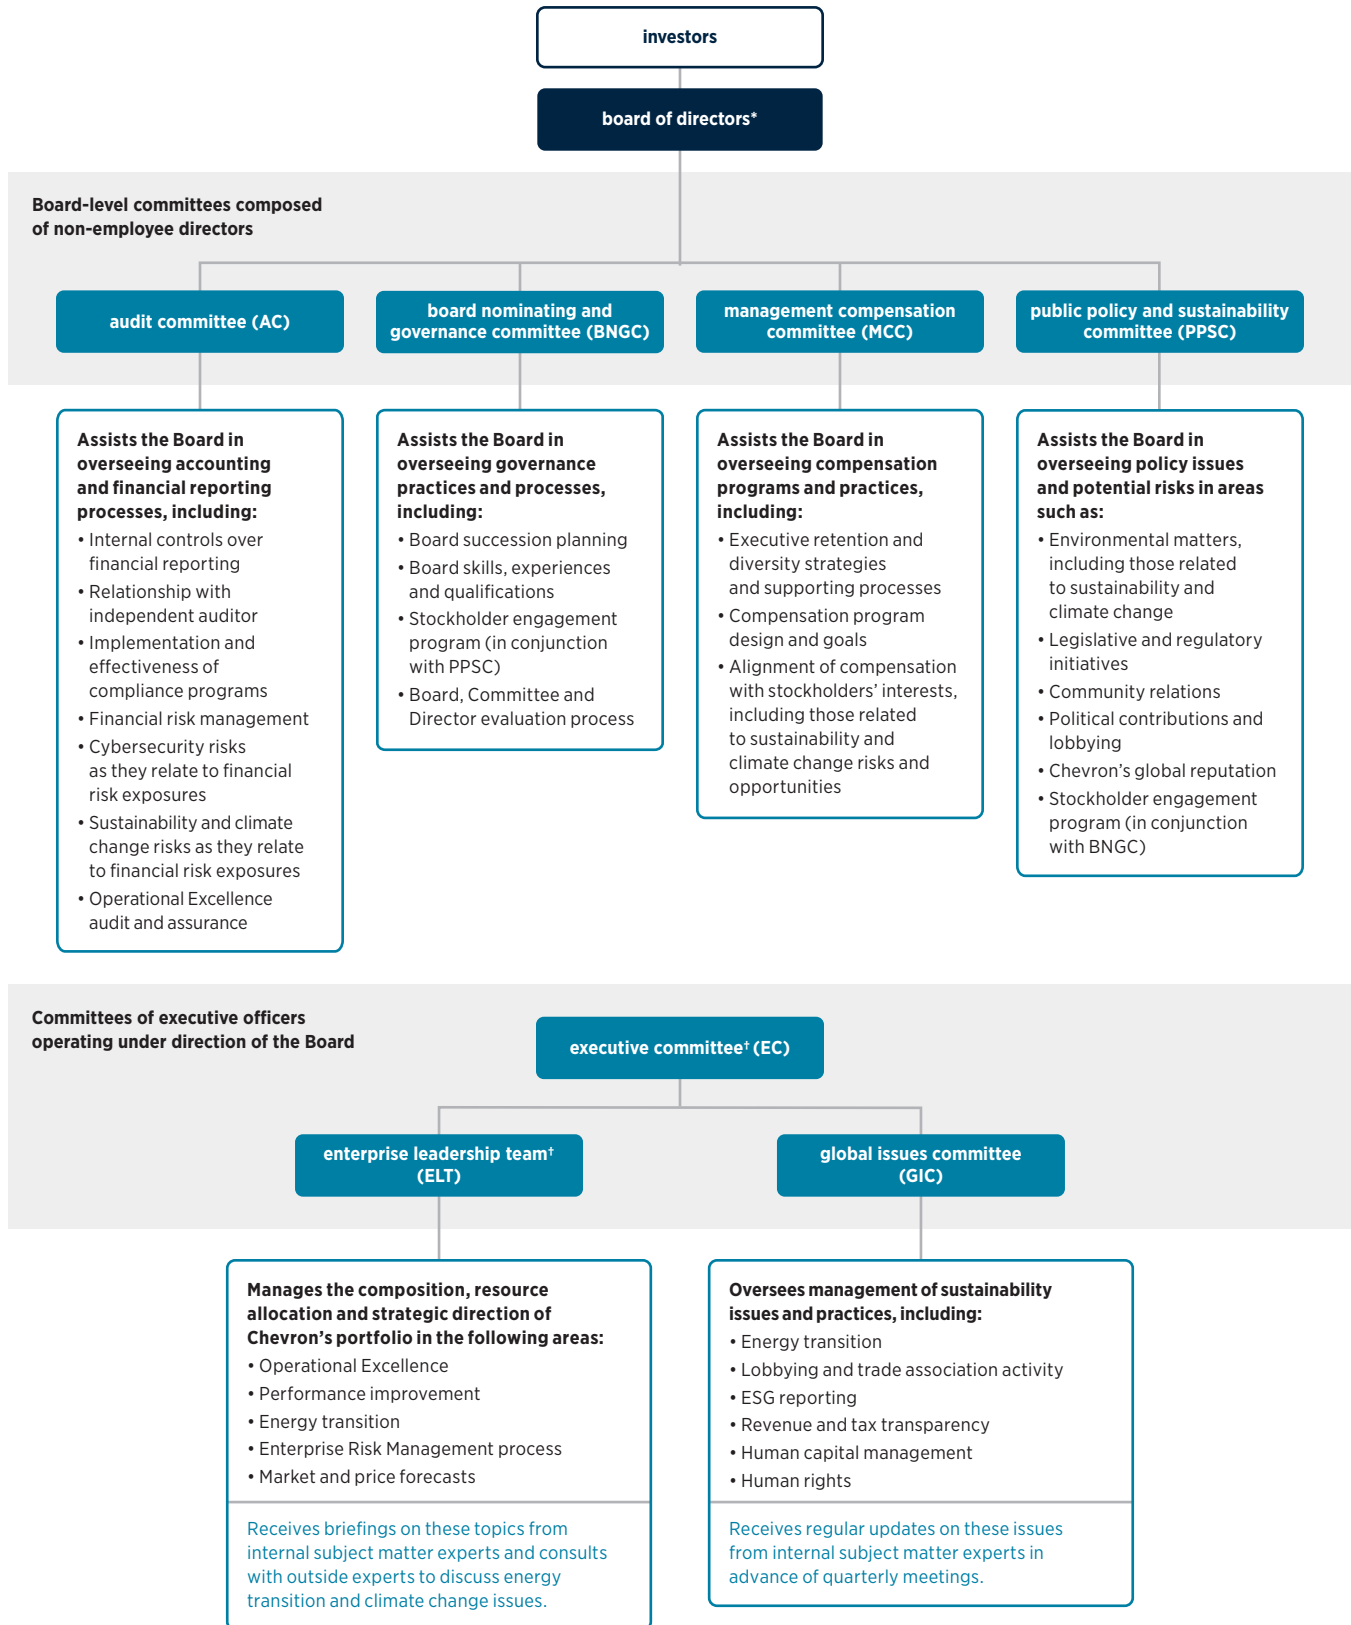 investors
board of directors*
Board-level committees composed
of non-employee directors
audit committee (AC)
board nominating and
governance committee (BNGC)
management compensation
committee (MCC)
public policy and sustainability
committee (PPSC)
Assists the Board in
overseeing accounting
and financial reporting
processes, including:
• Internal controls over
financial reporting
• Relationship with
independent auditor
• Implementation and
effectiveness of
compliance programs
• Financial risk management
• Cybersecurity risks
as they relate to financial
risk exposures
• Sustainability and climate
change risks as they relate
to financial risk exposures
• Operational Excellence
audit and assurance
Assists the Board in
overseeing governance
practices and processes,
including:
• Board succession planning
• Board skills, experiences
and qualifications
• Stockholder engagement
program (in conjunction
with PPSC)
• Board, Committee and
Director evaluation process
Assists the Board in
overseeing compensation
programs and practices,
including:
• Executive retention and
diversity strategies
and supporting processes
• Compensation program
design and goals
• Alignment of compensation
with stockholders’ interests,
including those related
to sustainability and
climate change risks and
opportunities
Assists the Board in
overseeing policy issues
and potential risks in areas
such as:
• Environmental matters,
including those related
to sustainability and
climate change
• Legislative and regulatory
initiatives
• Community relations
• Political contributions and
lobbying
• Chevron’s global reputation
• Stockholder engagement
program (in conjunction
with BNGC)
Committees of executive officers
operating under direction of the Board
executive committee† (EC)
enterprise leadership team†
(ELT)
global issues committee
(GIC)
Manages the composition, resource
allocation and strategic direction of
Chevron’s portfolio in the following areas:
• Operational Excellence
• Performance improvement
• Energy transition
• Enterprise Risk Management process
• Market and price forecasts
Receives briefings on these topics from
internal subject matter experts and consults
with outside experts to discuss energy
transition and climate change issues.
Oversees management of sustainability
issues and practices, including:
• Energy transition
• Lobbying and trade association activity
• ESG reporting
• Revenue and tax transparency
• Human capital management
• Human rights
Receives regular updates on these issues
from internal subject matter experts in
advance of quarterly meetings.